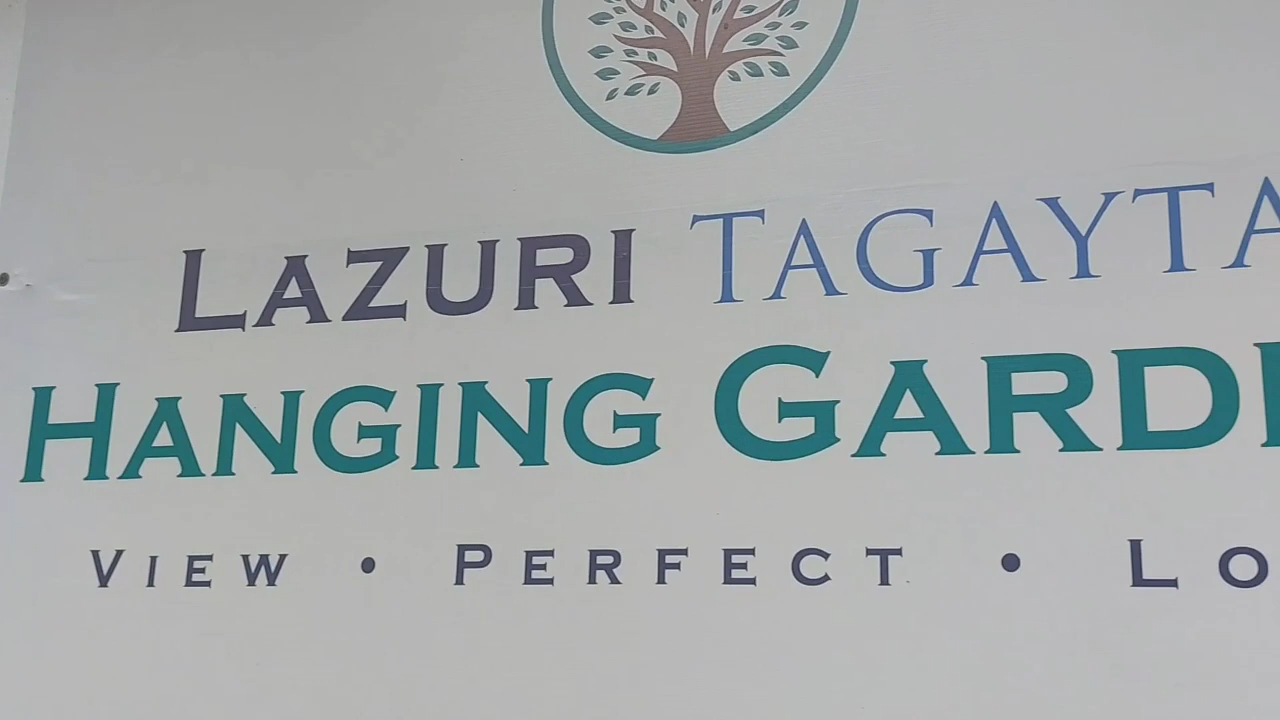 LAZURI TAGAYTA
HANGING GARD
VIEW • PERFECT • LO